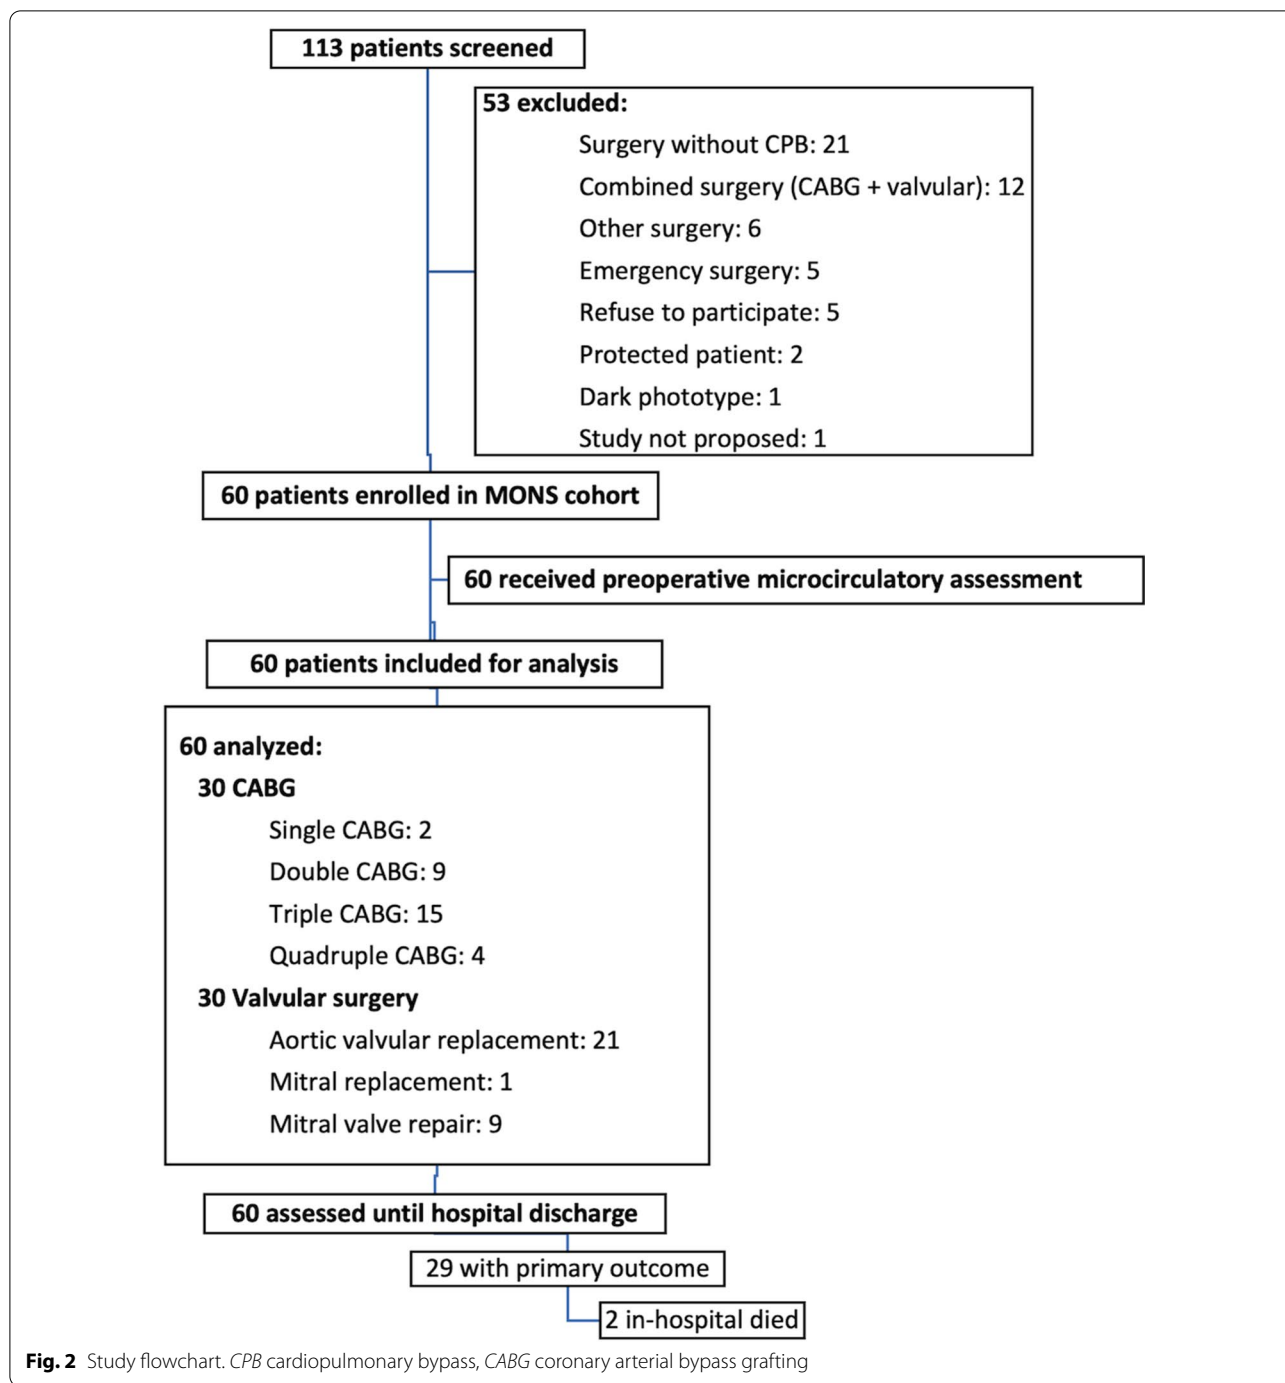 113 patients screened
53 excluded:
Surgery without CPB: 21
Combined surgery (CABG + valvular): 12
Other surgery: 6
Emergency surgery: 5
Refuse to participate: 5
Protected patient: 2
Dark phototype: 1
Study not proposed: 1
60 patients enrolled in MONS cohort
60 received preoperative microcirculatory assessment
60 patients included for analysis
60 analyzed:
30 CABG
Single CABG: 2
Double CABG: 9
Triple CABG: 15
Quadruple CABG: 4
30 Valvular surgery
Aortic valvular replacement: 21
Mitral replacement: 1
Mitral valve repair: 9
60 assessed until hospital discharge
29 with primary outcome
2 in-hospital died
Fig. 2 Study flowchart. CPB cardiopulmonary bypass, CABG coronary arterial bypass grafting